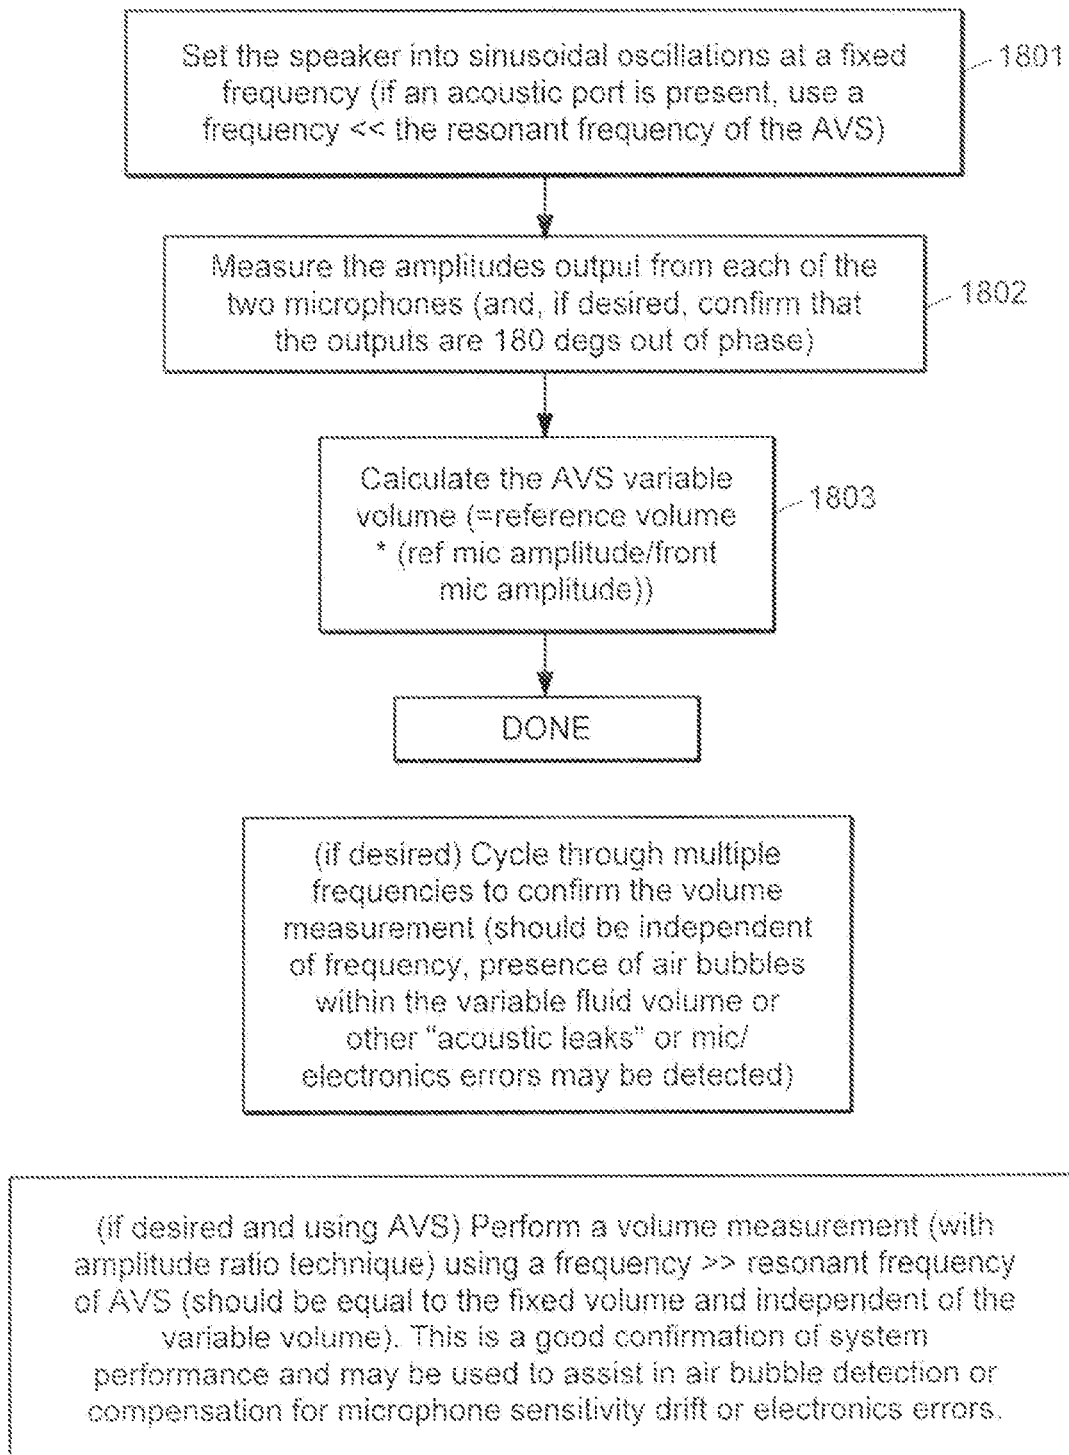 Set the speaker into sinusoidal oscillations at a fixed
frequency (if an acoustic port is present, use a
frequency << the resonant frequency of the AVS)
1801
Measure the amplitudes output from each of the
two microphones (and, if desired, confirm that
the outputs are 180 degs out of phase)
1802
Calculate the AVS variable
volume (=reference volume
* (ref mic amplitude/front
mic amplitude))
1803
DONE
(if desired) Cycle through multiple
frequencies to confirm the volume
measurement (should be independent
of frequency, presence of air bubbles
within the variable fluid volume or
other "acoustic leaks" or mic/
electronics errors may be detected)
(if desired and using AVS) Perform a volume measurement (with
amplitude ratio technique) using a frequency >> resonant frequency
of AVS (should be equal to the fixed volume and independent of the
variable volume). This is a good confirmation of system
performance and may be used to assist in air bubble detection or
compensation for microphone sensitivity drift or electronics errors.